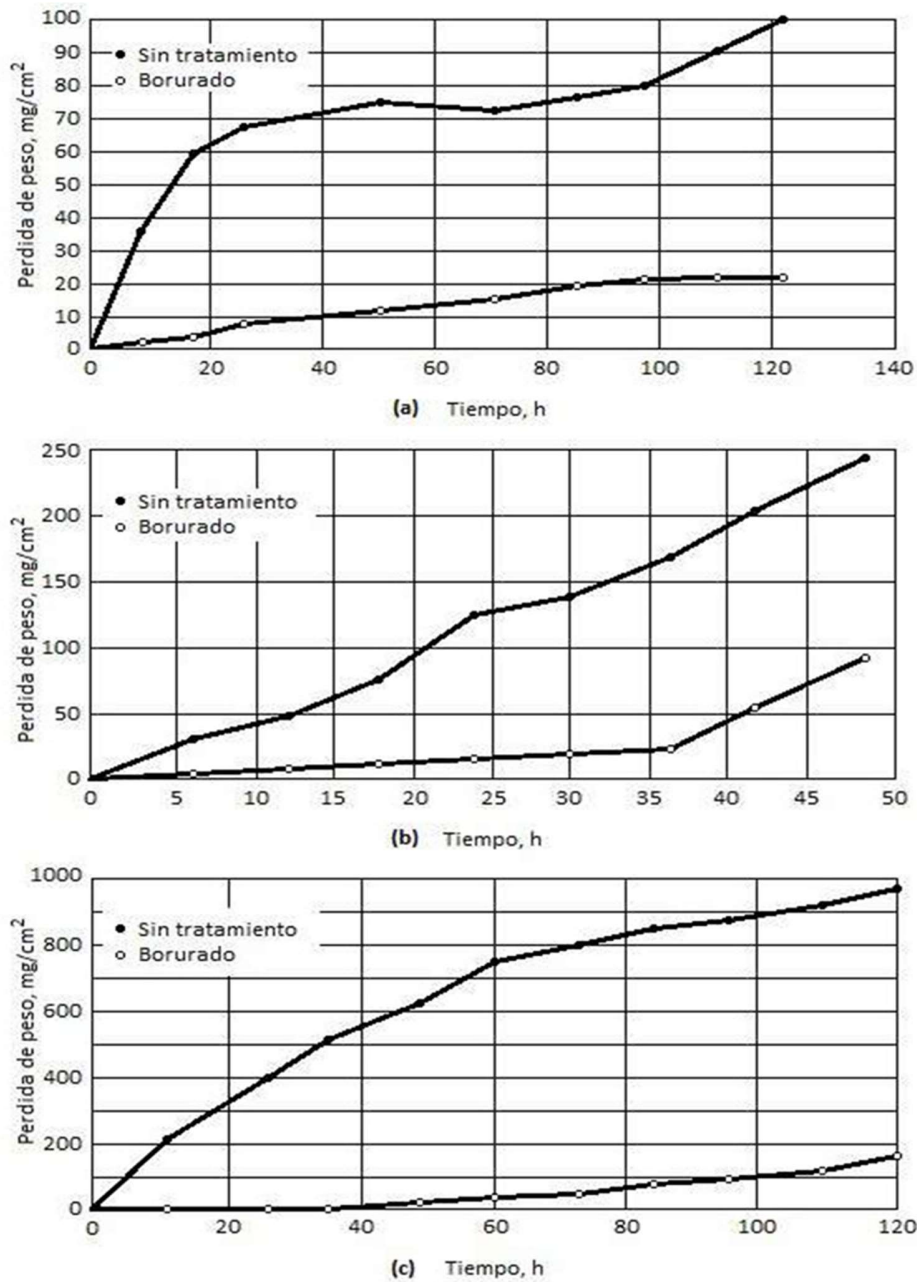 100
90
80
70
60
50
40
30
20
10
0
Perdida de peso, mg/cm²
Sin tratamiento
Borurado
0 20 40 60 80 100 120 140
(a) Tiempo, h
250
200
150
100
50
0
Perdida de peso, mg/cm²
Sin tratamiento
Borurado
0 5 10 15 20 25 30 35 40 45 50
(b) Tiempo, h
1000
800
600
400
200
0
Perdida de peso, mg/cm²
Sin tratamiento
Borurado
0 20 40 60 80 100 120
(c) Tiempo, h